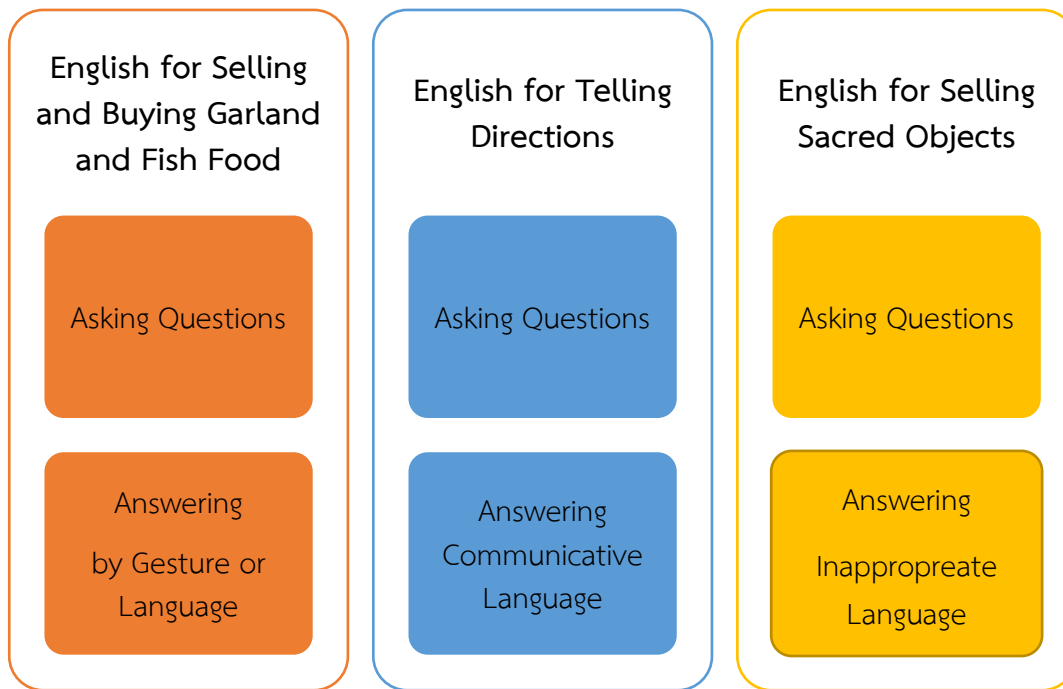 English for Selling
and Buying Garland
and Fish Food
Asking Questions
Answering
by Gesture or
Language
English for Telling
Directions
Asking Questions
Answering
Communicative
Language
English for Selling
Sacred Objects
Asking Questions
Answering
Inappropreate
Language